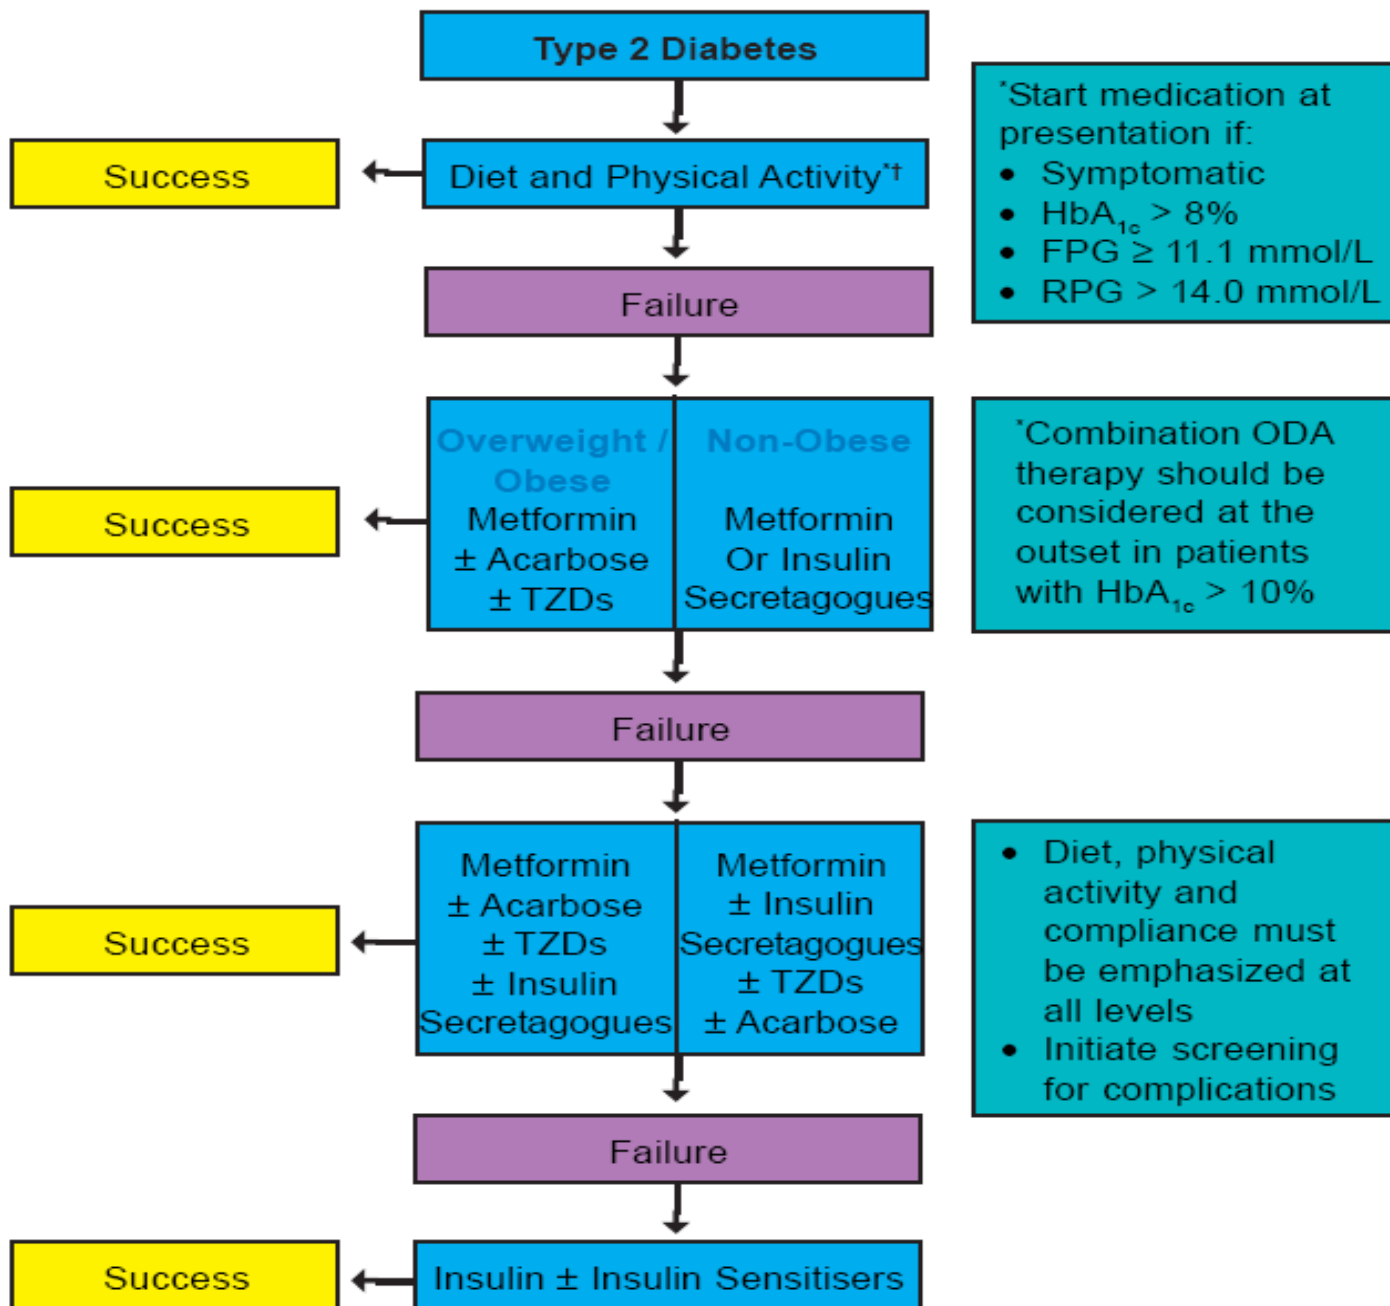 Type 2 Diabetes
*Start medication at
presentation if:
• Symptomatic
• HbA1c > 8%
• FPG ≥ 11.1 mmol/L
• RPG > 14.0 mmol/L
Success
Diet and Physical Activity*†
Failure
Overweight /
Obese
Metformin
± Acarbose
± TZDs
Non-Obese
Metformin
Or Insulin
Secretagogues
Success
*Combination ODA
therapy should be
considered at the
outset in patients
with HbA1c > 10%
Failure
Metformin
± Acarbose
± TZDs
± Insulin
Secretagogues
Metformin
± Insulin
Secretagogues
± TZDs
± Acarbose
Success
• Diet, physical
activity and
compliance must
be emphasized at
all levels
• Initiate screening
for complications
Failure
Success
Insulin ± Insulin Sensitisers